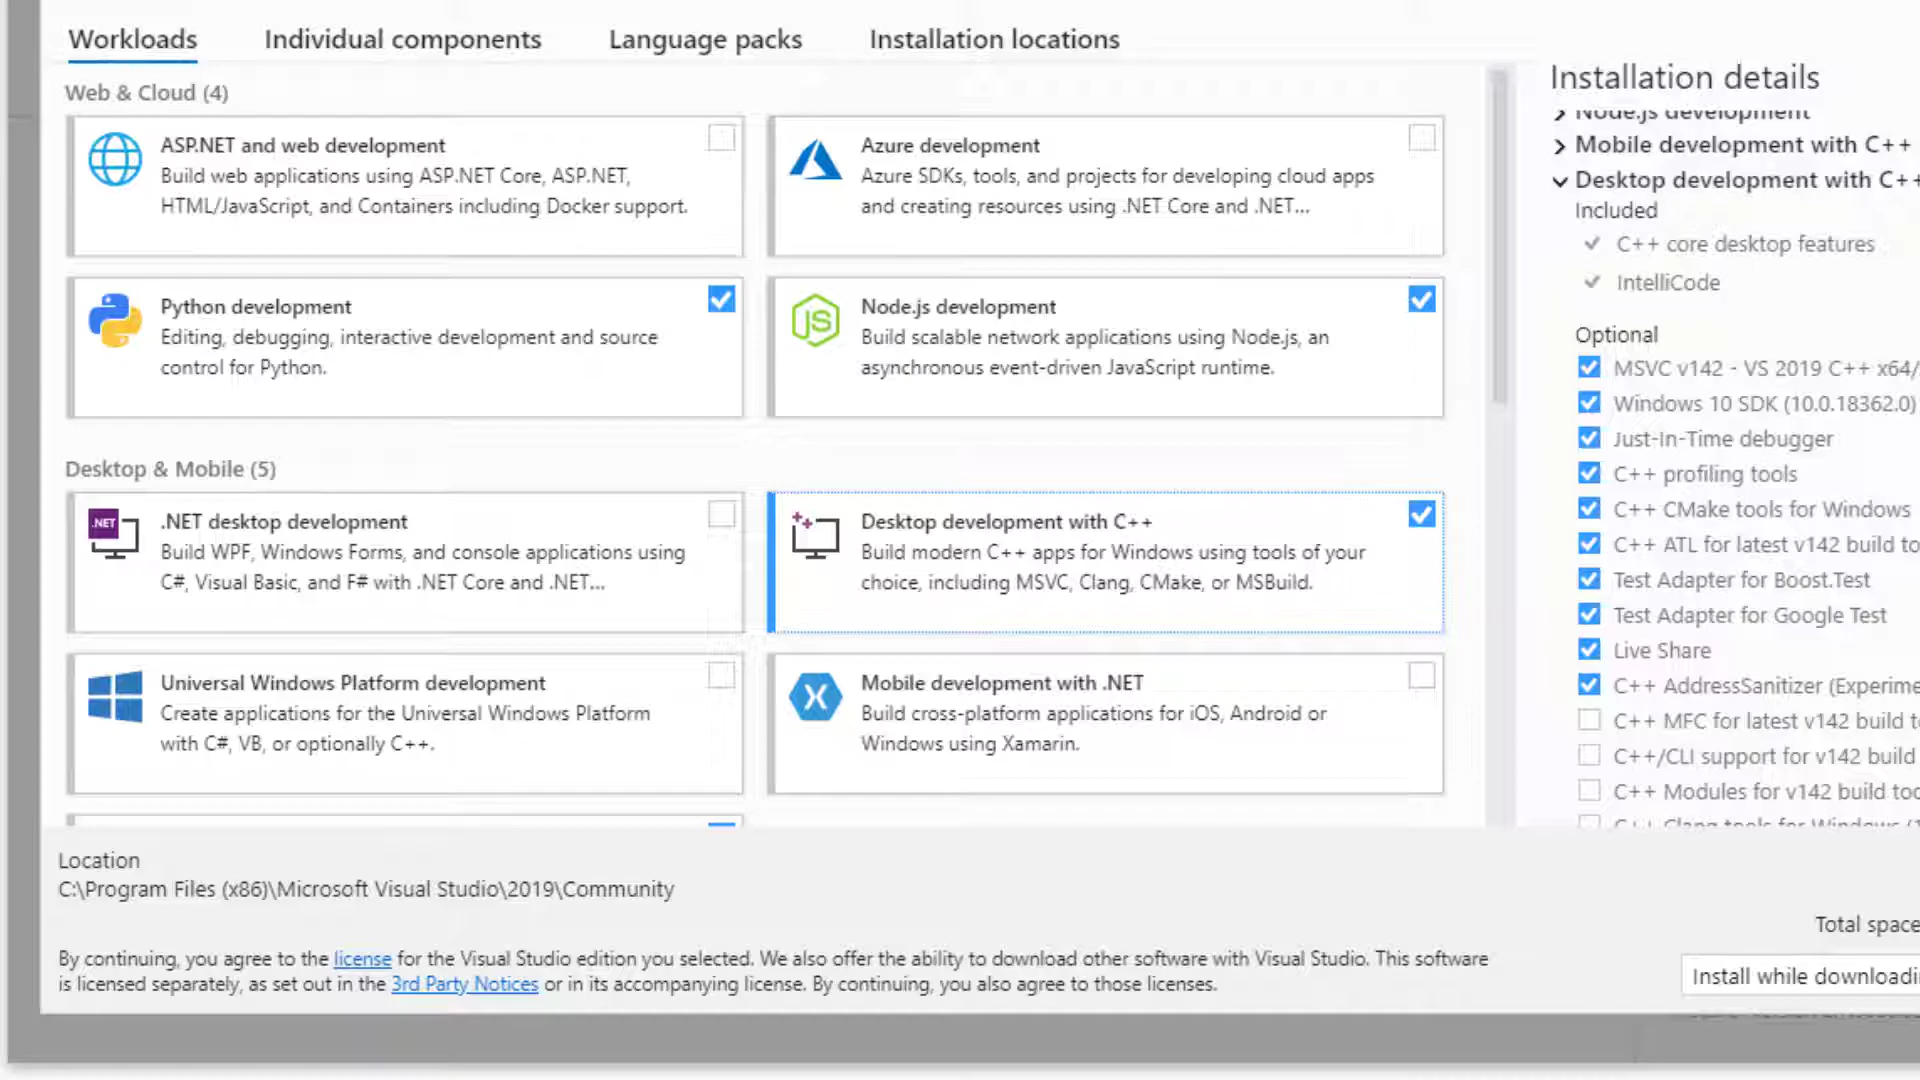 Workloads
Individual components
Language packs
Installation locations
Web & Cloud (4)
ASP.NET and web development
Build web applications using ASP.NET Core, ASP.NET,
HTML/JavaScript, and Containers including Docker support.
Azure development
Azure SDKs, tools, and projects for developing cloud apps
and creating resources using .NET Core and .NET...
Python development
Editing, debugging, interactive development and source
control for Python.
Node.js development
Build scalable network applications using Node.js, an
asynchronous event-driven JavaScript runtime.
JS
Desktop & Mobile (5)
.NET
.NET desktop development
Build WPF, Windows Forms, and console applications using
C#, Visual Basic, and F# with .NET Core and .NET...
Desktop development with C++
Build modern C++ apps for Windows using tools of your
choice, including MSVC, Clang, CMake, or MSBuild.
Universal Windows Platform development
Create applications for the Universal Windows Platform
with C#, VB, or optionally C++.
Mobile development with .NET
Build cross-platform applications for iOS, Android or
Windows using Xamarin.
Installation details
Node.js development
Mobile development with C++
Desktop development with C++
Included
C++ core desktop features
IntelliCode
Optional
MSVC v142 - VS 2019 C++ x64/
Windows 10 SDK (10.0.18362.0)
Just-In-Time debugger
C++ profiling tools
C++ CMake tools for Windows
C++ ATL for latest v142 build to
Test Adapter for Boost.Test
Test Adapter for Google Test
Live Share
C++ AddressSanitizer (Experime
C++ MFC for latest v142 build t
C++/CLI support for v142 build
C++ Modules for v142 build too
C++ Clang tools for Windows (1
Location
C:\Program Files (x86)\Microsoft Visual Studio\2019\Community
Total space
By continuing, you agree to the license for the Visual Studio edition you selected. We also offer the ability to download other software with Visual Studio. This software
is licensed separately, as set out in the 3rd Party Notices or in its accompanying license. By continuing, you also agree to those licenses.
Install while downloadi